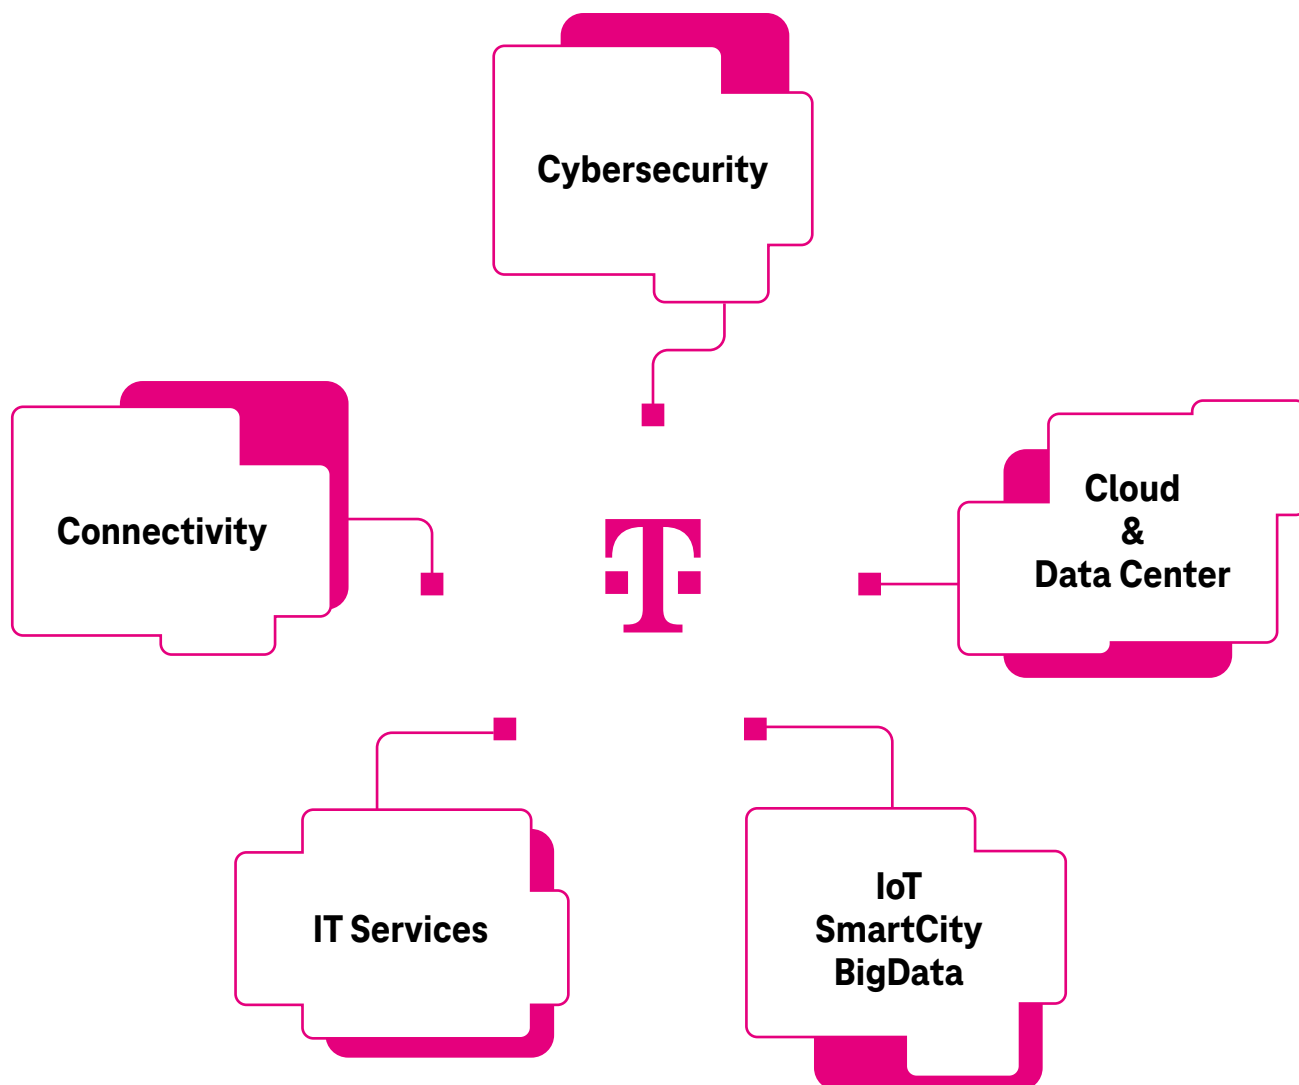 Cybersecurity
Connectivity
Cloud
&
Data Center
T
IT Services
IoT
SmartCity
BigData